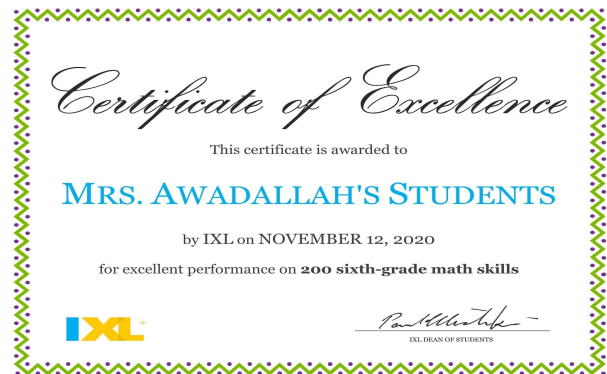 Certificate of Excellence
This certificate is awarded to
MRS. AWADALLAH'S STUDENTS
by IXL on NOVEMBER 12, 2020
for excellent performance on 200 sixth-grade math skills
IXL
IXL DEAN OF STUDENTS